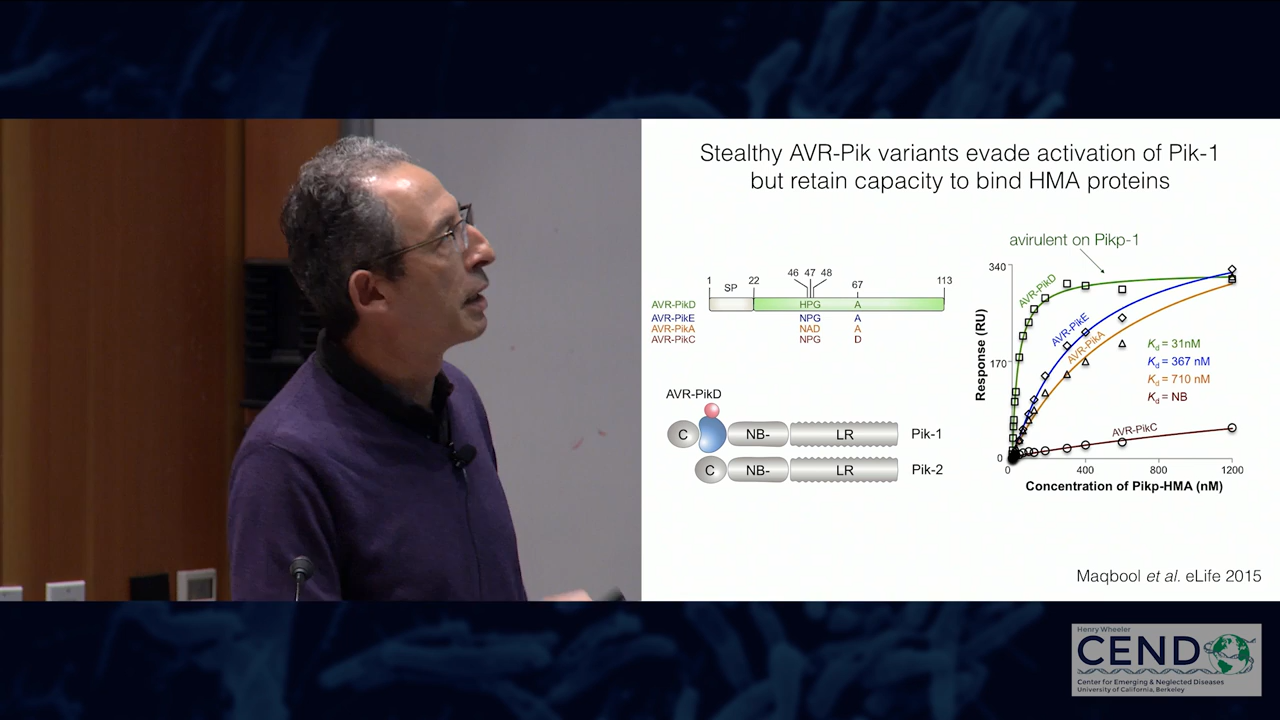 Stealthy AVR-Pik variants evade activation of Pik-1
but retain capacity to bind HMA proteins
1 SP 22 46 47 48 67 113
AVR-PikD HPG A
AVR-PikE NPG A
AVR-PikA NAD A
AVR-PikC NPG D
AVR-PikD
C NB- LR Pik-1
C NB- LR Pik-2
avirulent on Pikp-1
340
170
0
Response (RU)
AVR-PikD
AVR-PikE
AVR-PikA
AVR-PikC
Kd = 31nM
Kd = 367 nM
Kd = 710 nM
Kd = NB
0 400 800 1200
Concentration of Pikp-HMA (nM)
Maqbool et al. eLife 2015
Henry Wheeler
CEND
Center for Emerging & Neglected Diseases
University of California, Berkeley